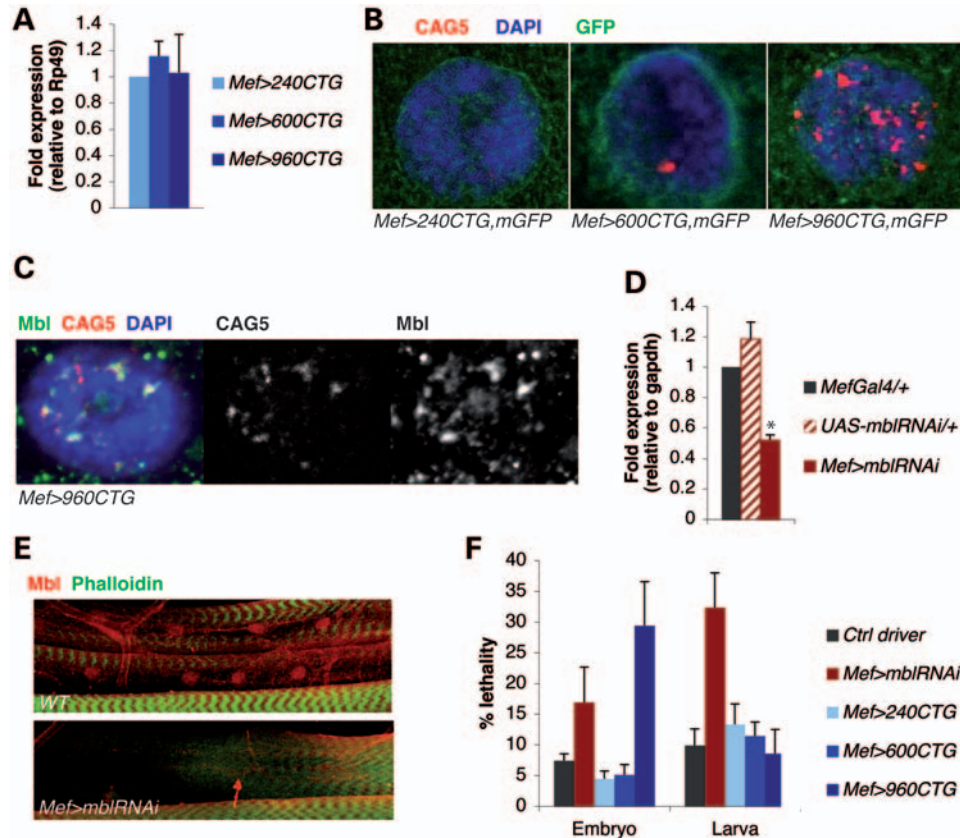 A
Fold expression
(relative to Rp49)
1.4
1.2
1
0.8
0.6
0.4
0.2
0
Mef>240CTG
Mef>600CTG
Mef>960CTG
B
CAG5 DAPI GFP
Mef>240CTG,mGFP
Mef>600CTG,mGFP
Mef>960CTG,mGFP
C
Mbl CAG5 DAPI
CAG5
Mbl
Mef>960CTG
D
Fold expression
(relative to gapdh)
1.4
1.2
1
0.8
0.6
0.4
0.2
0
*
MefGal4/+
UAS-mblRNAi/+
Mef>mblRNAi
E
Mbl Phalloidin
WT
Mef>mblRNAi
F
% lethality
40
35
30
25
20
15
10
5
0
Embryo
Larva
Ctrl driver
Mef>mblRNAi
Mef>240CTG
Mef>600CTG
Mef>960CTG